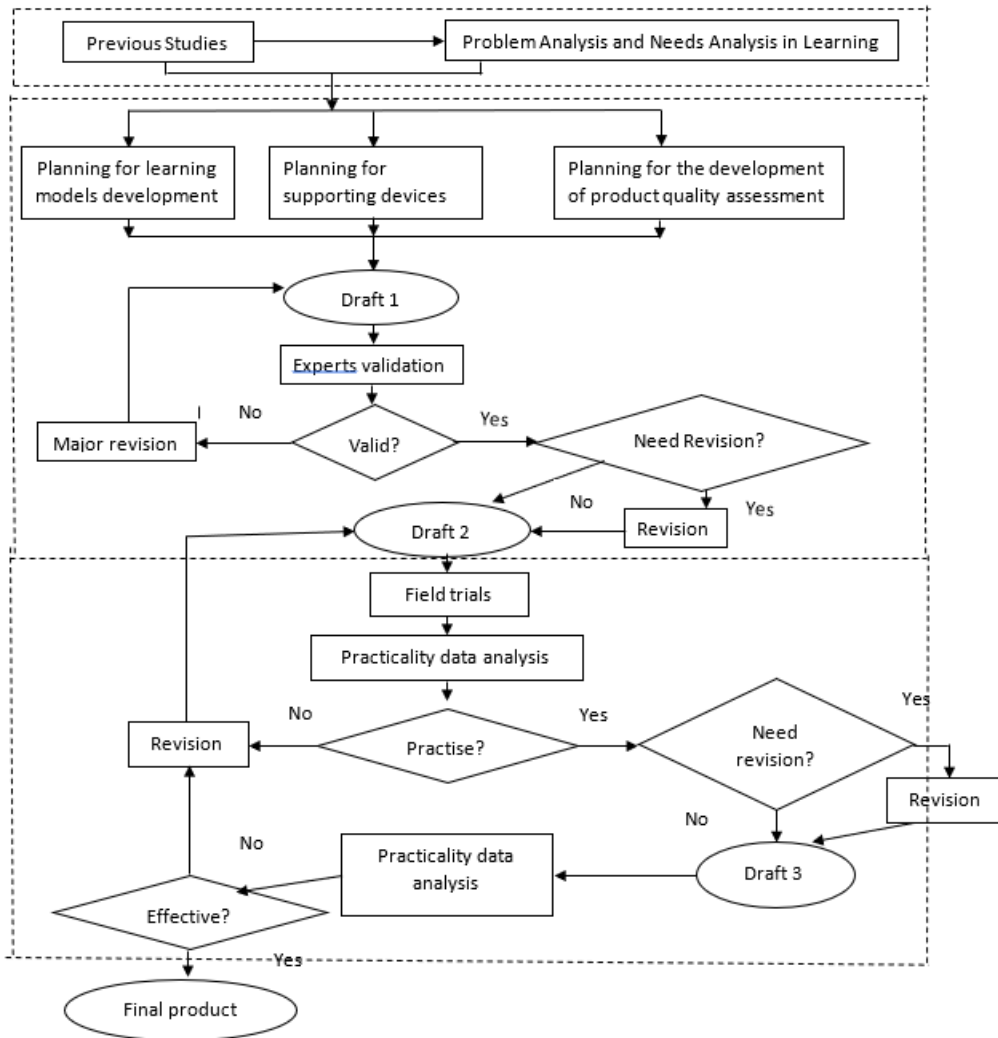 Previous Studies
Problem Analysis and Needs Analysis in Learning
Planning for learning
models development
Planning for
supporting devices
Planning for the development
of product quality assessment
Draft 1
Experts validation
I
No
Yes
Major revision
Valid?
Need Revision?
No
Yes
Draft 2
Revision
Field trials
Practicality data analysis
No
Yes
Yes
Revision
Practise?
Need
revision?
Revision
No
No
Practicality data
analysis
Draft 3
Effective?
Yes
Final product